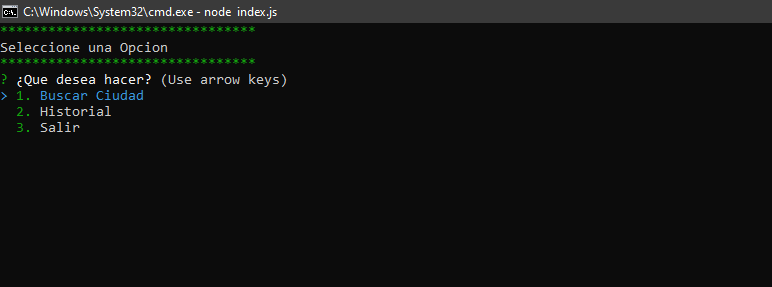 C:\Windows\System32\cmd.exe - node index.js
********************************
Seleccione una Opcion
********************************
? ¿Que desea hacer? (Use arrow keys)
> 1. Buscar Ciudad
2. Historial
3. Salir